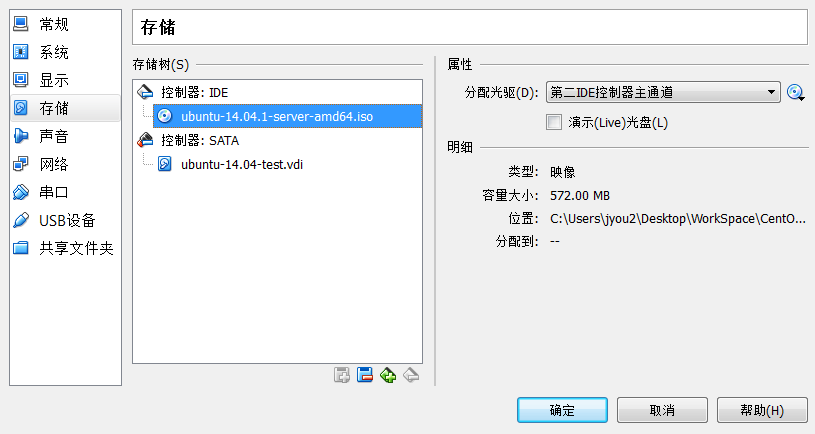 常规
系统
显示
存储
声音
网络
串口
USB设备
共享文件夹
存储
存储树(S)
控制器: IDE
ubuntu-14.04.1-server-amd64.iso
控制器: SATA
ubuntu-14.04-test.vdi
属性
分配光驱(D): 第二IDE控制器主通道
演示(Live)光盘(L)
明细
类型: 映像
容量大小: 572.00 MB
位置: C:\Users\jyou2\Desktop\WorkSpace\CentO...
分配到: --
确定 取消 帮助(H)